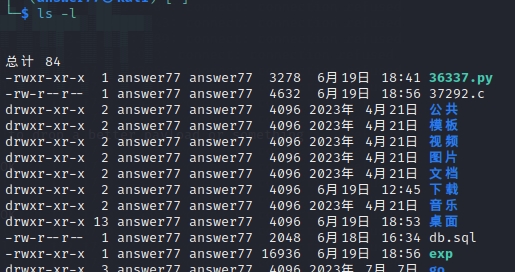 └─$ ls -l
总计 84
-rwxr-xr-x 1 answer77 answer77 3278 6月19日 18:41 36337.py
-rw-r--r-- 1 answer77 answer77 4632 6月19日 18:56 37292.c
drwxr-xr-x 2 answer77 answer77 4096 2023年 4月21日 公共
drwxr-xr-x 2 answer77 answer77 4096 2023年 4月21日 模板
drwxr-xr-x 2 answer77 answer77 4096 2023年 4月21日 视频
drwxr-xr-x 2 answer77 answer77 4096 2023年 4月21日 图片
drwxr-xr-x 2 answer77 answer77 4096 2023年 4月21日 文档
drwxr-xr-x 2 answer77 answer77 4096 6月19日 12:45 下载
drwxr-xr-x 2 answer77 answer77 4096 2023年 4月21日 音乐
drwxr-xr-x 13 answer77 answer77 4096 6月19日 18:53 桌面
-rw-r--r-- 1 answer77 answer77 2048 6月18日 16:34 db.sql
-rwxr-xr-x 1 answer77 answer77 16936 6月19日 18:56 exp
drwxr-xr-x 3 answer77 answer77 4096 2023年 7月 7日 go